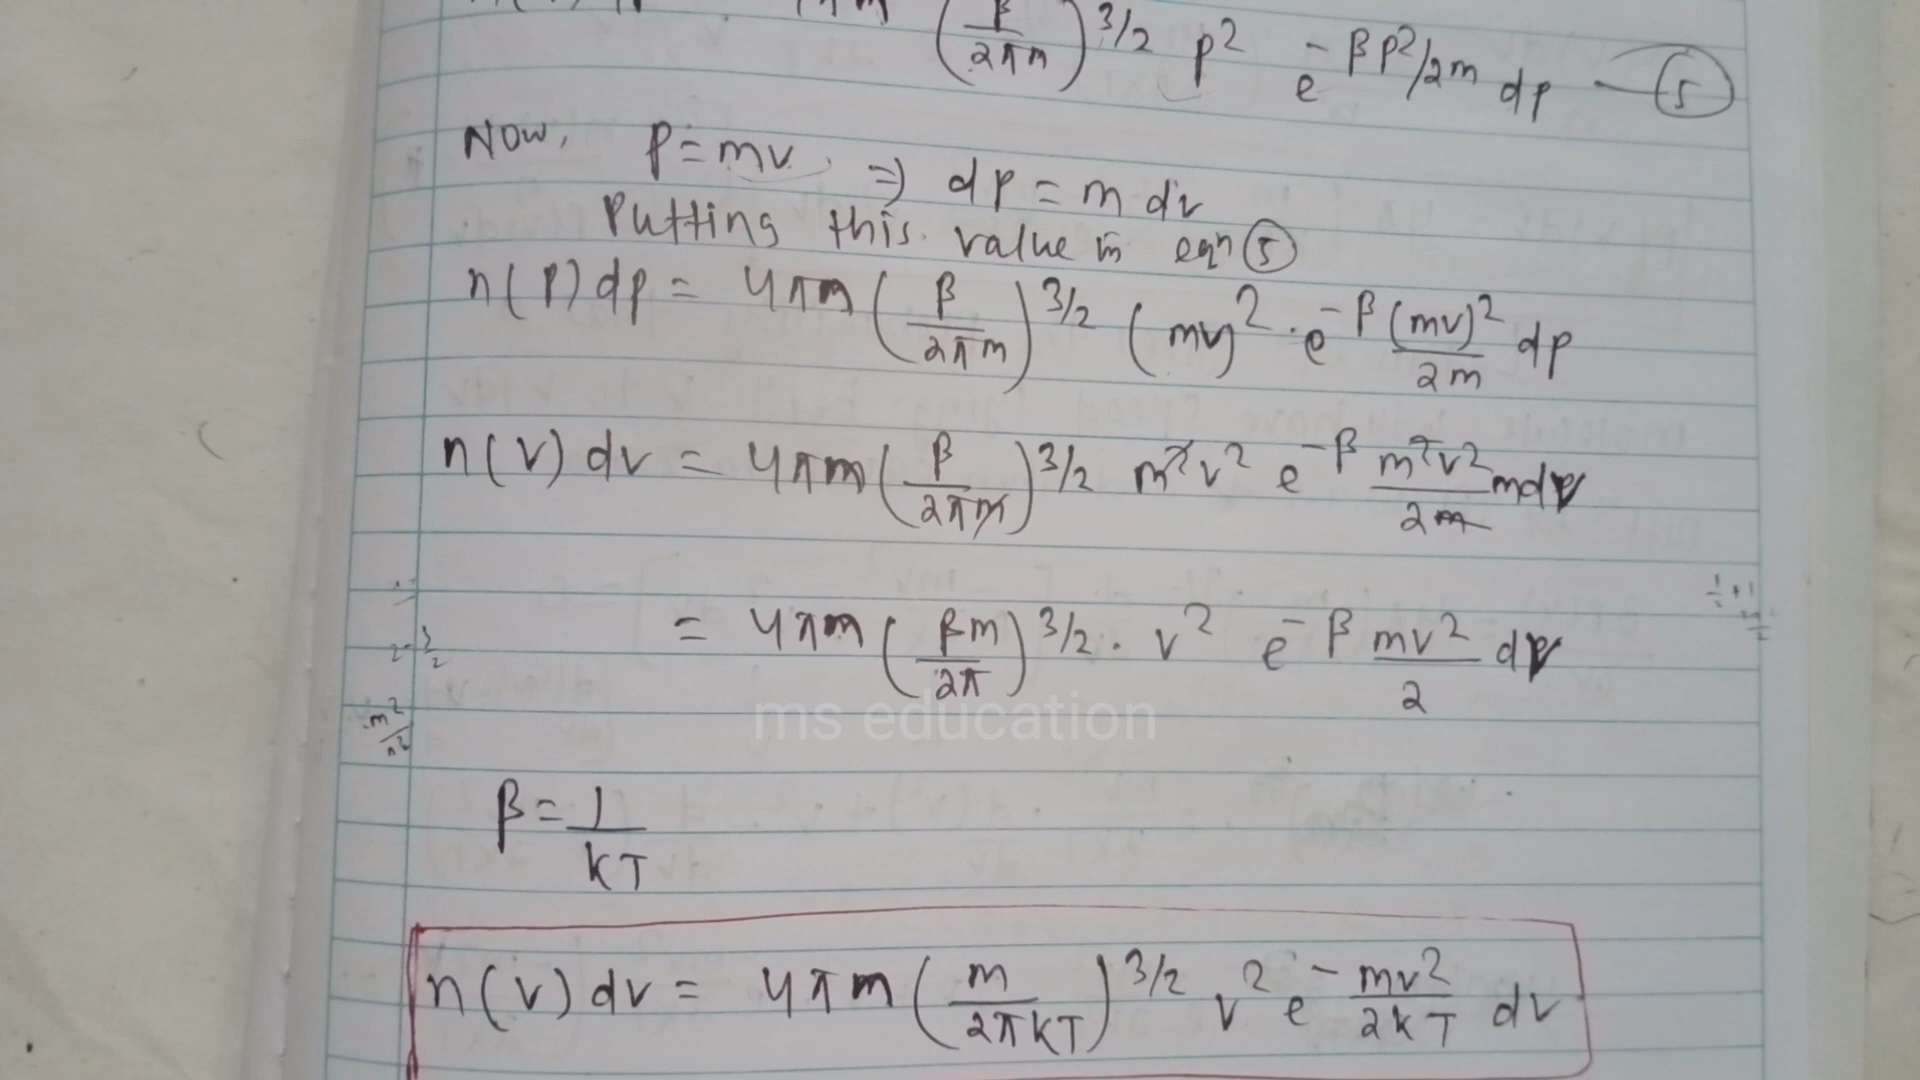 (β/2πm)^3/2 p² e^-βp²/2m dp — ⑤
Now, p = mv ⇒ dp = m dv
Putting this value in eqn ⑤
n(p)dp = 4πm (β/2πm)^3/2 (mv)² · e^-β(mv)²/2m dp
n(v)dv = 4πm (β/2πm)^3/2 m²v² e^-β m²v²/2m mdv
= 4πm (βm/2π)^3/2 · v² e^-β mv²/2 dv
ms education
β = 1/KT
n(v)dv = 4πm (m/2πKT)^3/2 v² e^-mv²/2KT dv